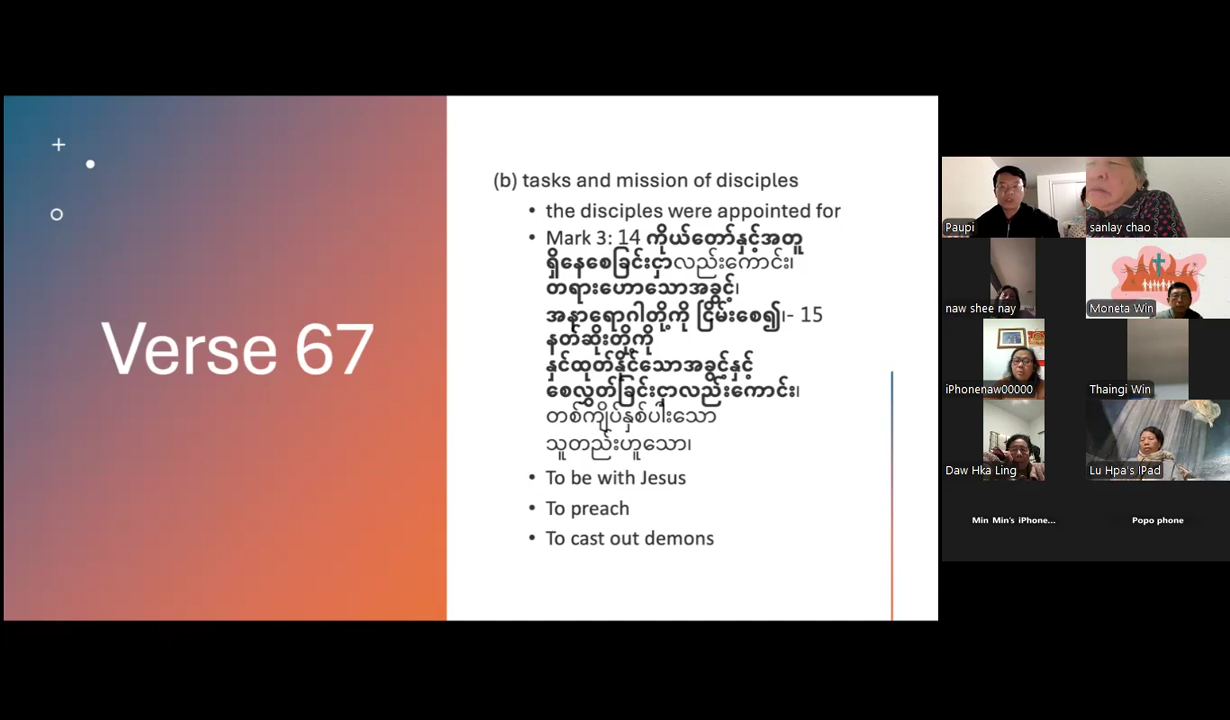 Verse 67
(b) tasks and mission of disciples
• the disciples were appointed for
• Mark 3: 14 ကိုယ်တော်နှင့်အတူ
ရှိနေစေခြင်းငှာလည်းကောင်း၊
တရားဟောသောအခွင့်၊
အနာရောဂါတို့ကို ငြိမ်းစေ၍၊- 15
နတ်ဆိုးတို့ကို
နှင်ထုတ်နိုင်သောအခွင့်နှင့်
စေလွှတ်ခြင်းငှာလည်းကောင်း၊
တစ်ကျိပ်နှစ်ပါးသော
သူတည်းဟူသော၊
• To be with Jesus
• To preach
• To cast out demons
Paupi
sanlay chao
naw shee nay
Moneta Win
iPhonenaw00000
Thaingi Win
Daw Hka Ling
Lu Hpa's IPad
Min Min's iPhone...
Popo phone